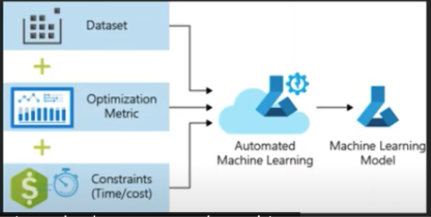 Dataset
Optimization
Metric
Constraints
(Time/cost)
Automated
Machine Learning
Machine Learning
Model